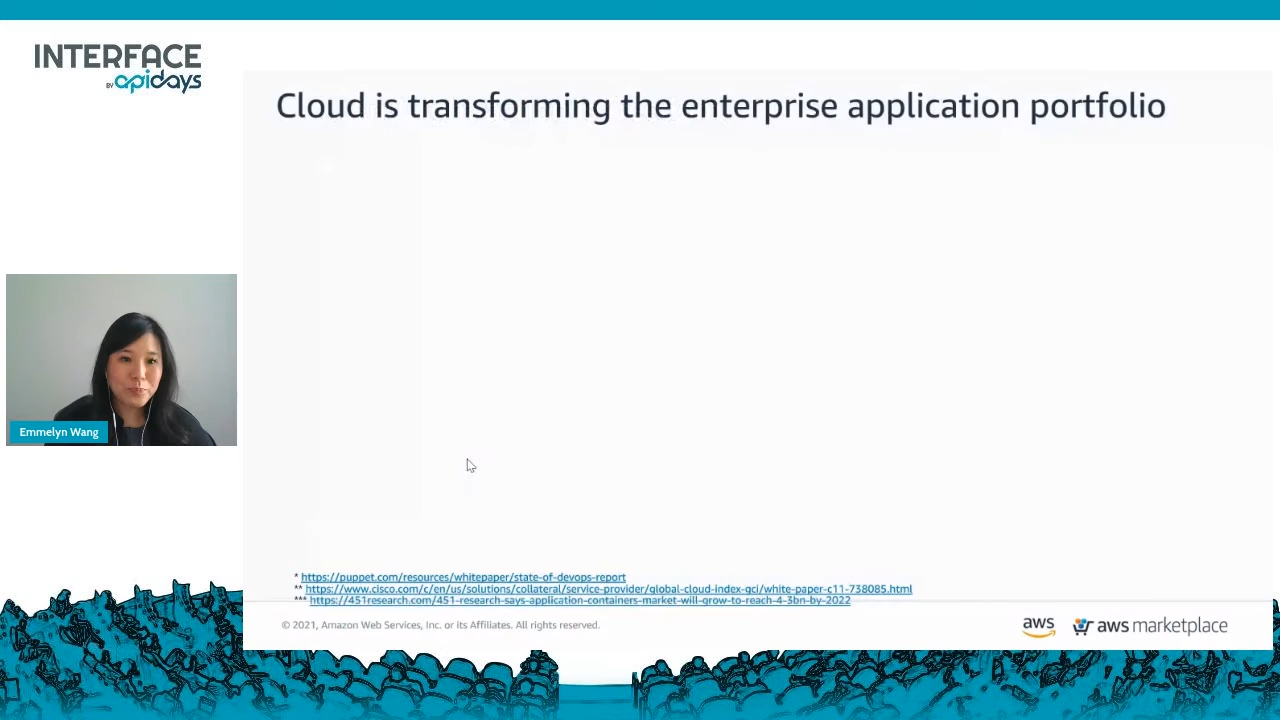 INTERFACE
BY apidays
Cloud is transforming the enterprise application portfolio
Emmelyn Wang
* https://puppet.com/resources/whitepaper/state-of-devops-report
** https://www.cisco.com/c/en/us/solutions/collateral/service-provider/global-cloud-index-gci/white-paper-c11-738085.html
*** https://451research.com/451-research-says-application-containers-market-will-grow-to-reach-4-3bn-by-2022
© 2021, Amazon Web Services, Inc. or its Affiliates. All rights reserved.
aws
aws marketplace